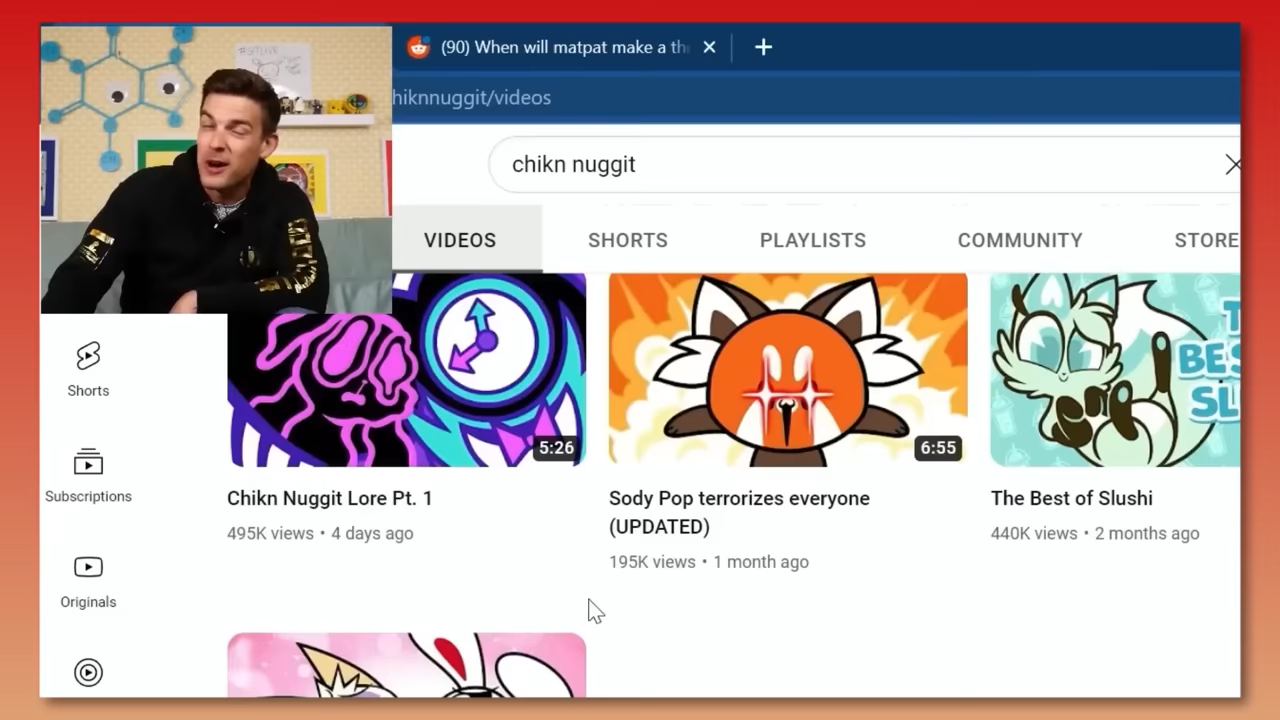 (90) When will matpat make a th
hiknnuggit/videos
chikn nuggit
VIDEOS
SHORTS
PLAYLISTS
COMMUNITY
STORE
5:26
6:55
Shorts
Subscriptions
Originals
Chikn Nuggit Lore Pt. 1
495K views • 4 days ago
Sody Pop terrorizes everyone
(UPDATED)
195K views • 1 month ago
The Best of Slushi
440K views • 2 months ago